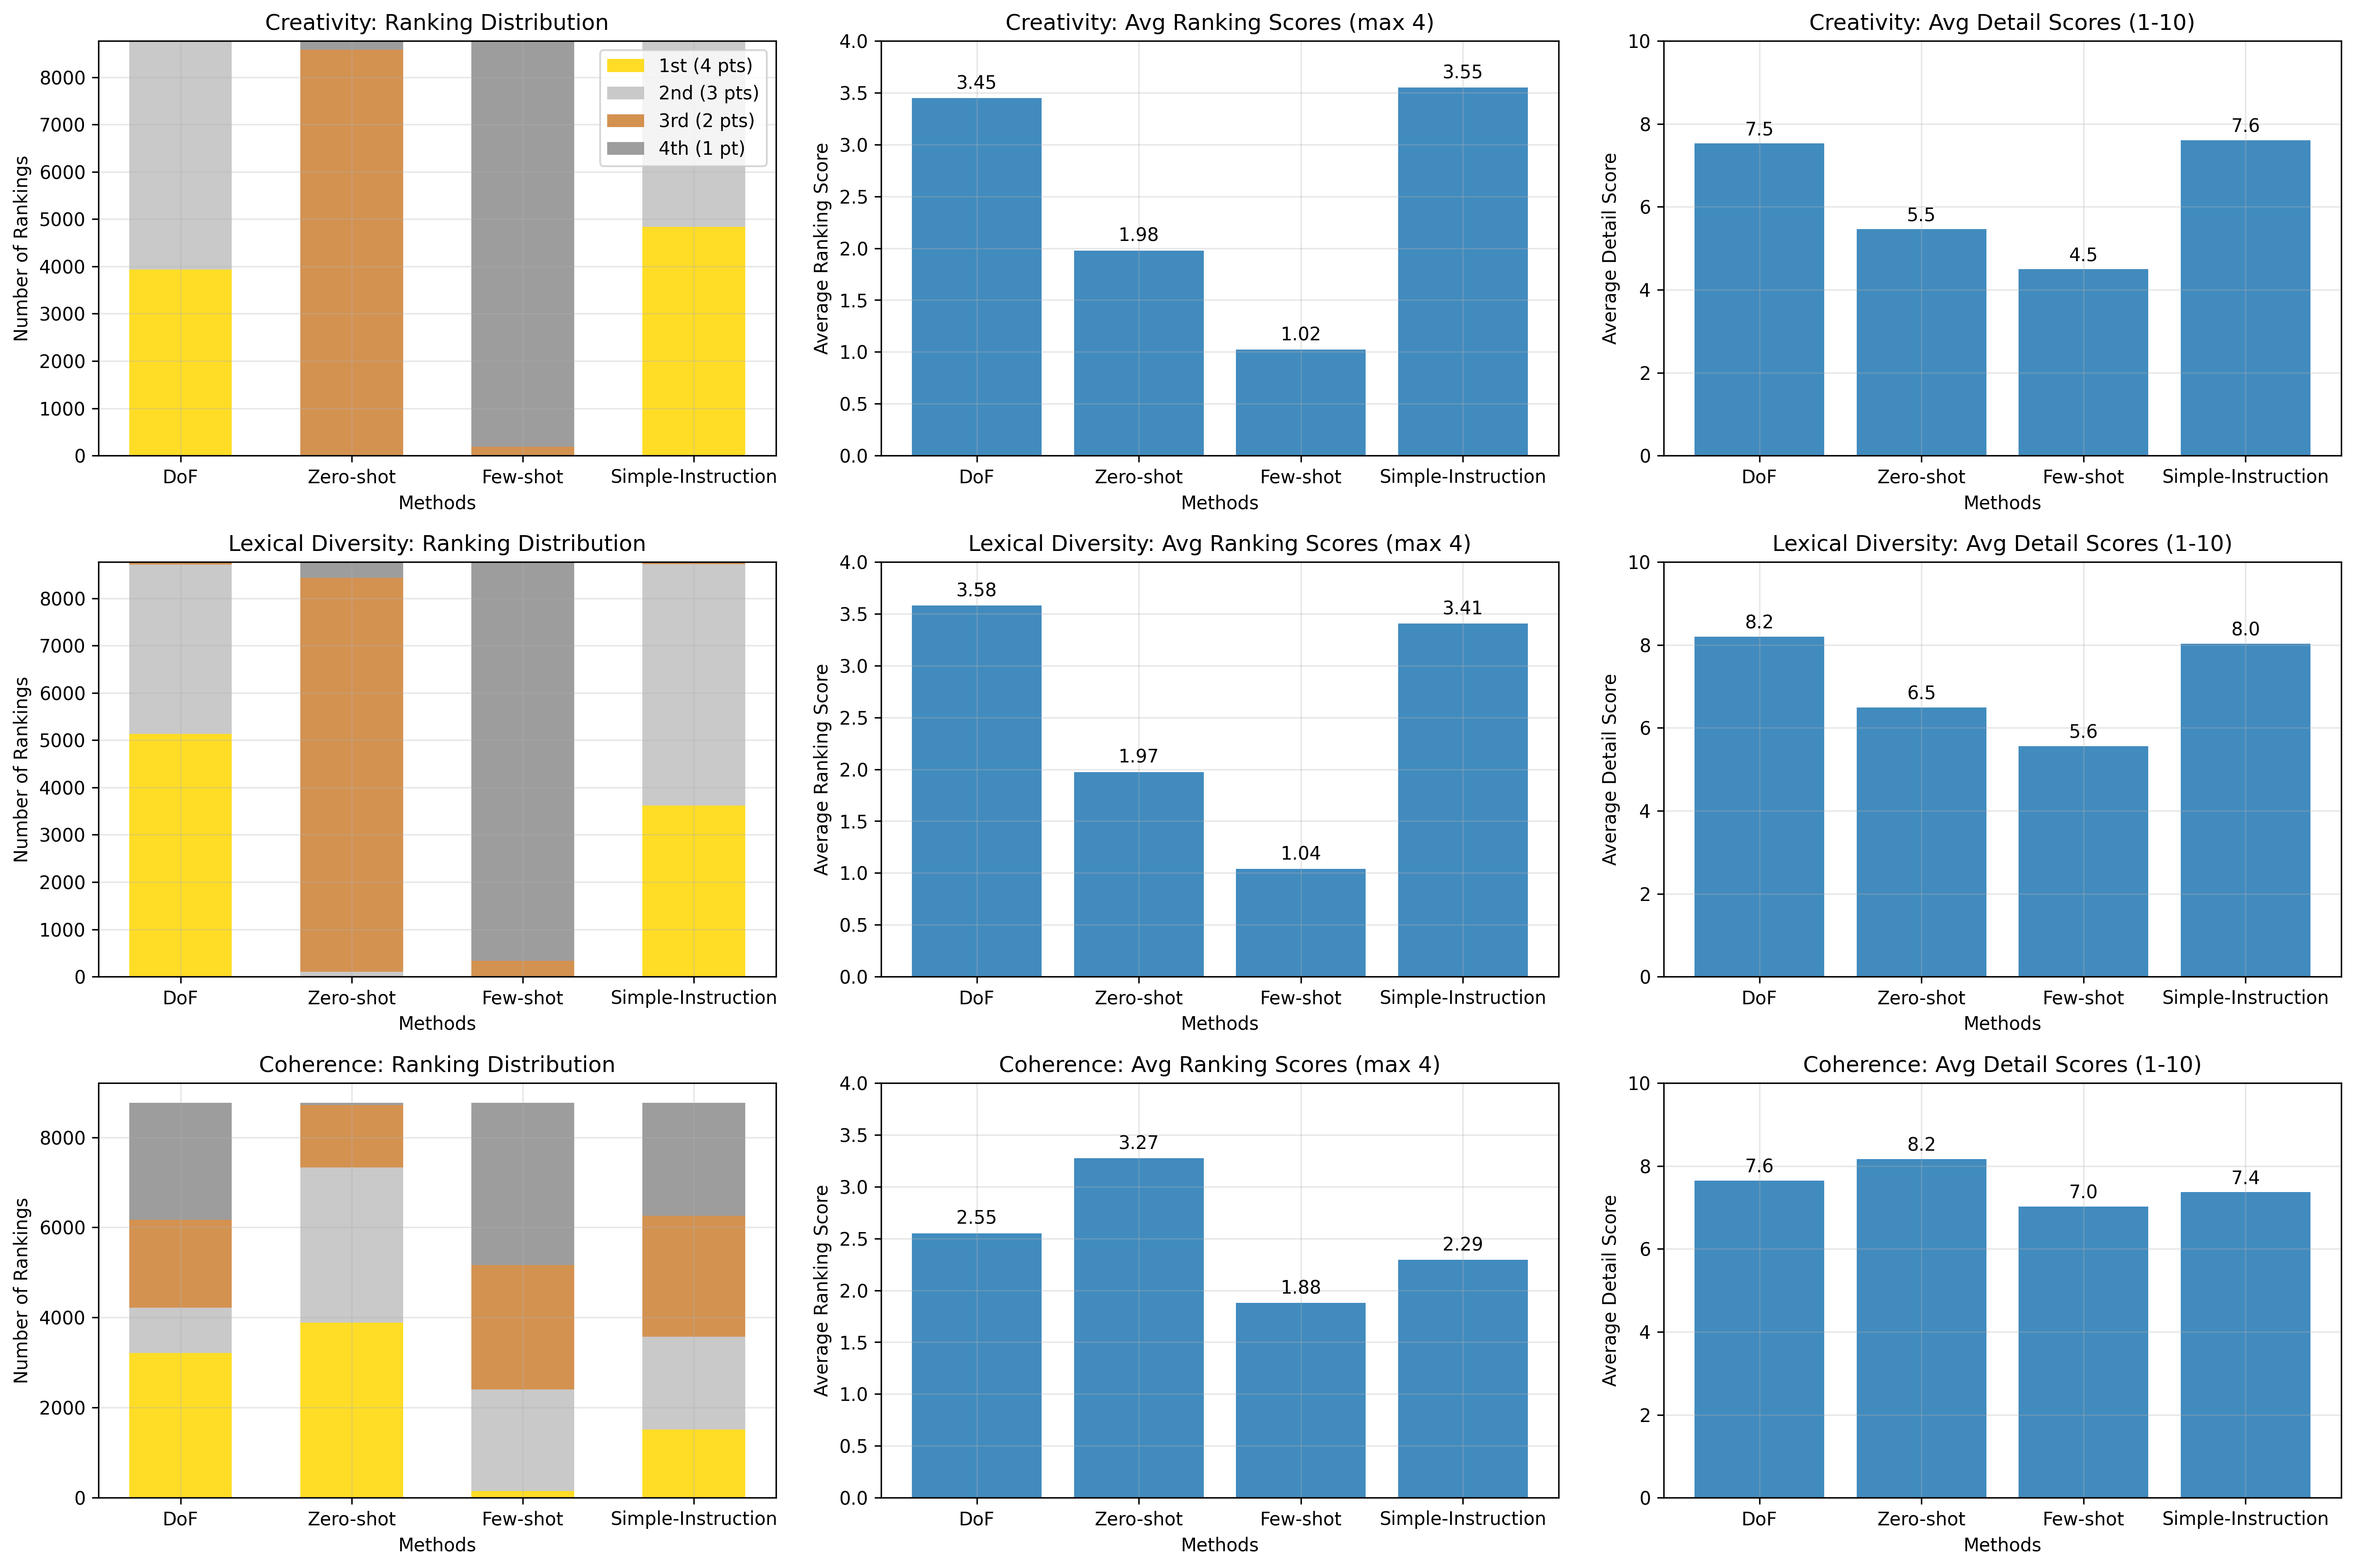 Creativity: Ranking Distribution
Number of Rankings
8000
7000
6000
5000
4000
3000
2000
1000
0
1st (4 pts)
2nd (3 pts)
3rd (2 pts)
4th (1 pt)
DoF Zero-shot Few-shot Simple-Instruction
Methods
Creativity: Avg Ranking Scores (max 4)
Average Ranking Score
4.0
3.5
3.0
2.5
2.0
1.5
1.0
0.5
0.0
3.45 1.98 1.02 3.55
DoF Zero-shot Few-shot Simple-Instruction
Methods
Creativity: Avg Detail Scores (1-10)
Average Detail Score
10
8
6
4
2
0
7.5 5.5 4.5 7.6
DoF Zero-shot Few-shot Simple-Instruction
Methods
Lexical Diversity: Ranking Distribution
Number of Rankings
8000
7000
6000
5000
4000
3000
2000
1000
0
DoF Zero-shot Few-shot Simple-Instruction
Methods
Lexical Diversity: Avg Ranking Scores (max 4)
Average Ranking Score
4.0
3.5
3.0
2.5
2.0
1.5
1.0
0.5
0.0
3.58 1.97 1.04 3.41
DoF Zero-shot Few-shot Simple-Instruction
Methods
Lexical Diversity: Avg Detail Scores (1-10)
Average Detail Score
10
8
6
4
2
0
8.2 6.5 5.6 8.0
DoF Zero-shot Few-shot Simple-Instruction
Methods
Coherence: Ranking Distribution
Number of Rankings
8000
6000
4000
2000
0
DoF Zero-shot Few-shot Simple-Instruction
Methods
Coherence: Avg Ranking Scores (max 4)
Average Ranking Score
4.0
3.5
3.0
2.5
2.0
1.5
1.0
0.5
0.0
2.55 3.27 1.88 2.29
DoF Zero-shot Few-shot Simple-Instruction
Methods
Coherence: Avg Detail Scores (1-10)
Average Detail Score
10
8
6
4
2
0
7.6 8.2 7.0 7.4
DoF Zero-shot Few-shot Simple-Instruction
Methods